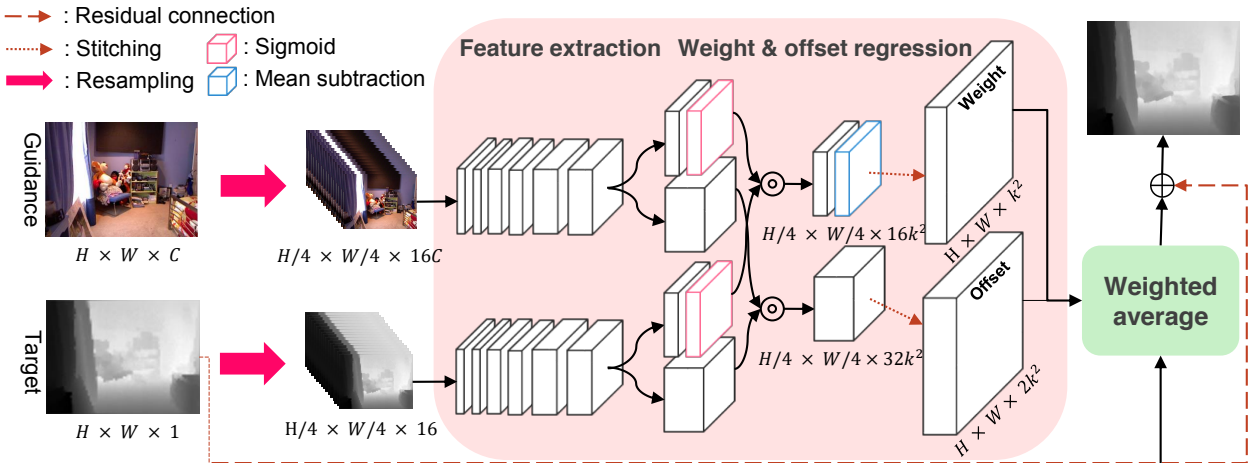 : Residual connection
: Stitching
: Sigmoid
: Resampling
: Mean subtraction
Feature extraction
Weight & offset regression
Guidance
H × W × C
H/4 × W/4 × 16C
H/4 × W/4 × 16k²
Weight
H × W × k²
Target
H × W × 1
H/4 × W/4 × 16
H/4 × W/4 × 32k²
Offset
H × W × 2k²
Weighted
average